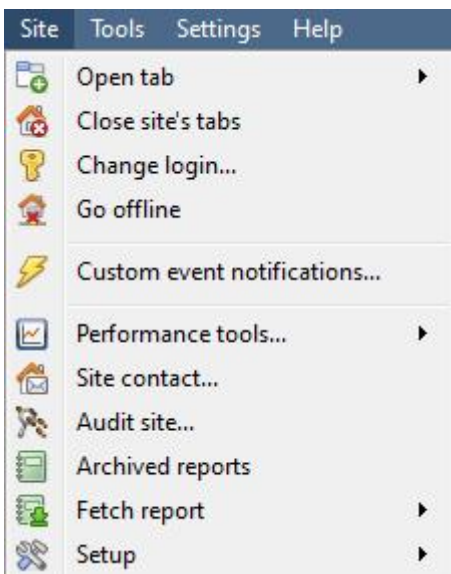 Site Tools Settings Help
Open tab
Close site's tabs
Change login...
Go offline
Custom event notifications...
Performance tools...
Site contact...
Audit site...
Archived reports
Fetch report
Setup